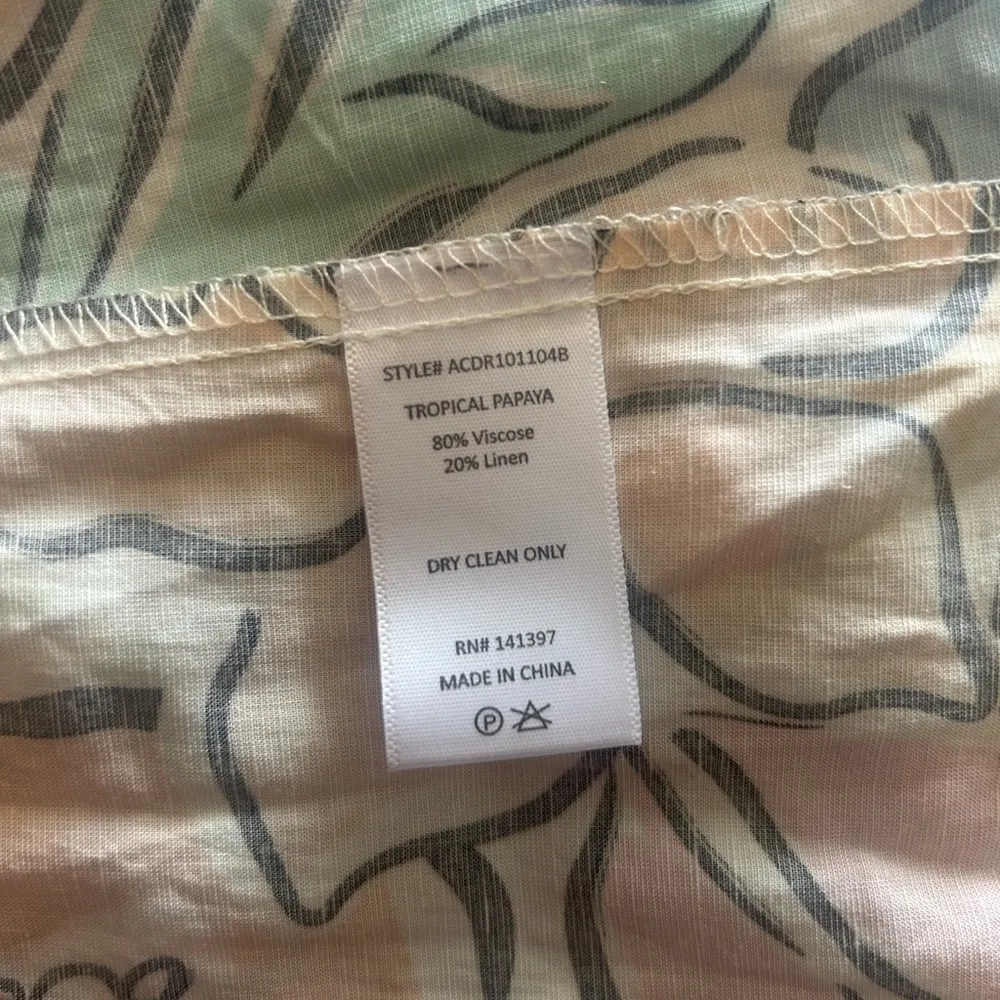 STYLE# ACDR101104B
TROPICAL PAPAYA
80% Viscose
20% Linen
DRY CLEAN ONLY
RN# 141397
MADE IN CHINA
P